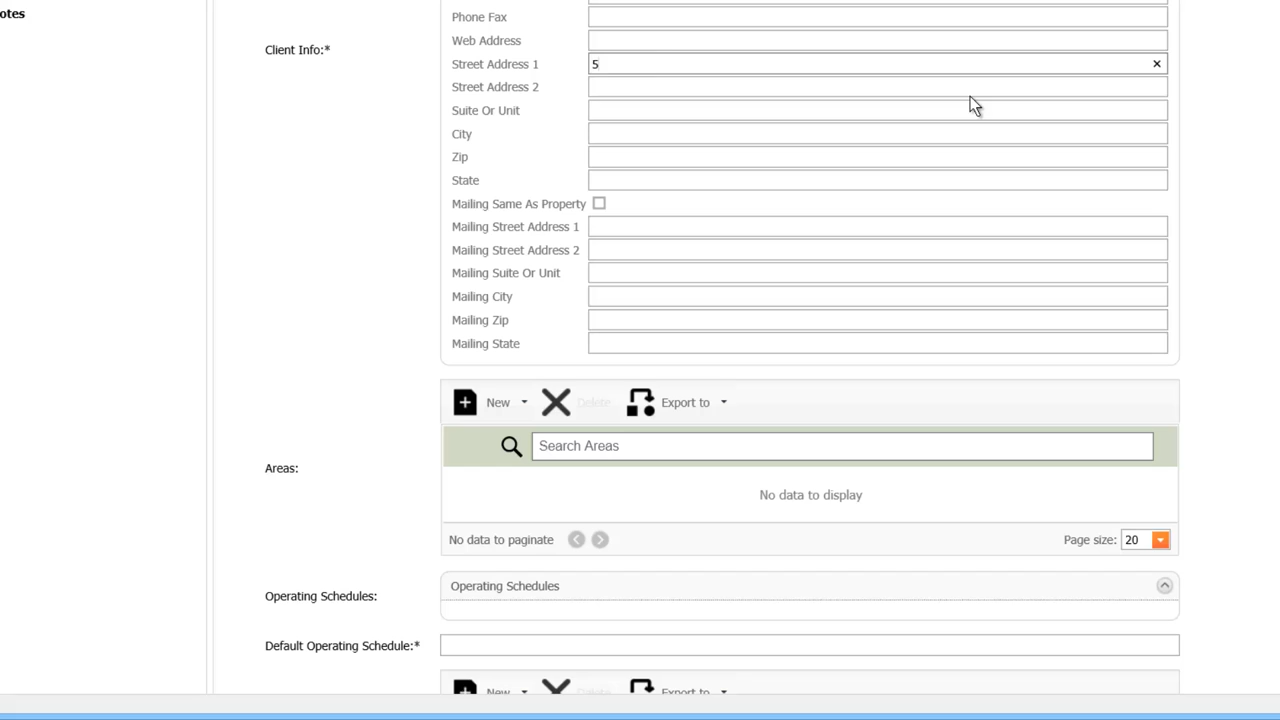 otes
Phone Fax
Client Info:*
Web Address
Street Address 1 5
Street Address 2
Suite Or Unit
City
Zip
State
Mailing Same As Property
Mailing Street Address 1
Mailing Street Address 2
Mailing Suite Or Unit
Mailing City
Mailing Zip
Mailing State
New Delete Export to
Search Areas
Areas:
No data to display
No data to paginate Page size: 20
Operating Schedules
Operating Schedules:
Default Operating Schedule:*
New Delete Export to